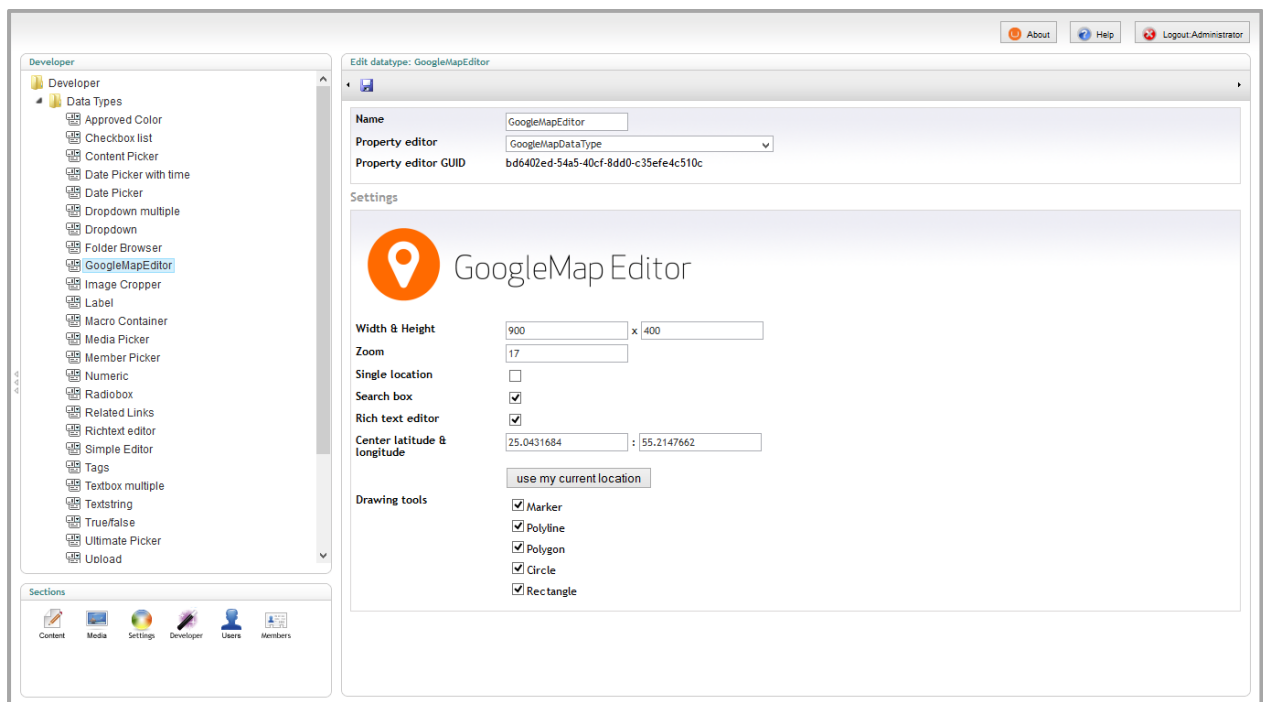 About Help Logout:Administrator
Developer
Developer
Data Types
Approved Color
Checkbox list
Content Picker
Date Picker with time
Date Picker
Dropdown multiple
Dropdown
Folder Browser
GoogleMapEditor
Image Cropper
Label
Macro Container
Media Picker
Member Picker
Numeric
Radiobox
Related Links
Richtext editor
Simple Editor
Tags
Textbox multiple
Textstring
True/false
Ultimate Picker
Upload
Sections
Content Media Settings Developer Users Members
Edit datatype: GoogleMapEditor
Name GoogleMapEditor
Property editor GoogleMapDataType
Property editor GUID bd6402ed-54a5-40cf-8dd0-c35efe4c510c
Settings
GoogleMap Editor
Width & Height 900 x 400
Zoom 17
Single location
Search box
Rich text editor
Center latitude & 25.0431684 : 55.2147662
longitude
use my current location
Drawing tools Marker
Polyline
Polygon
Circle
Rectangle